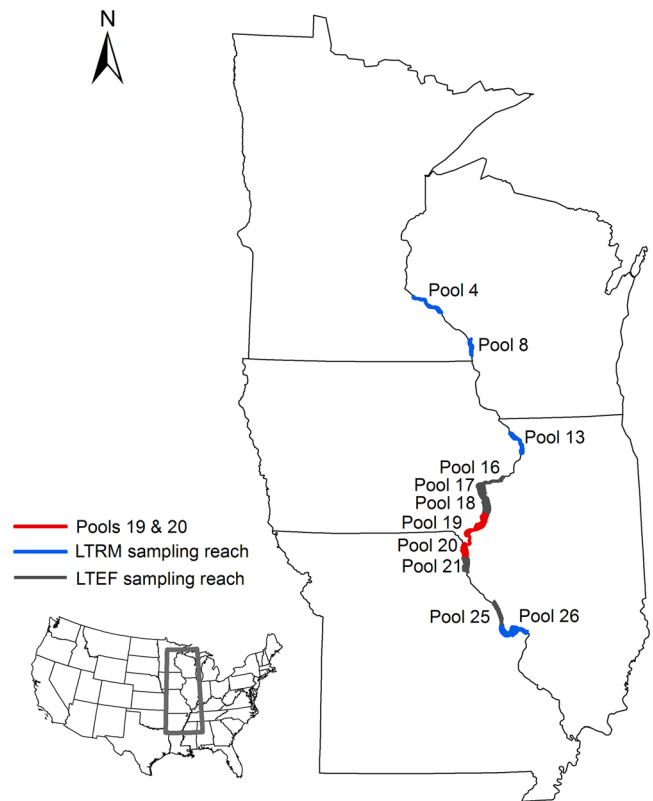 N
Pool 4
Pool 8
Pool 13
Pool 16
Pool 17
Pool 18
Pool 19
Pools 19 & 20
Pool 20
LTRM sampling reach
Pool 21
LTEF sampling reach
Pool 25
Pool 26